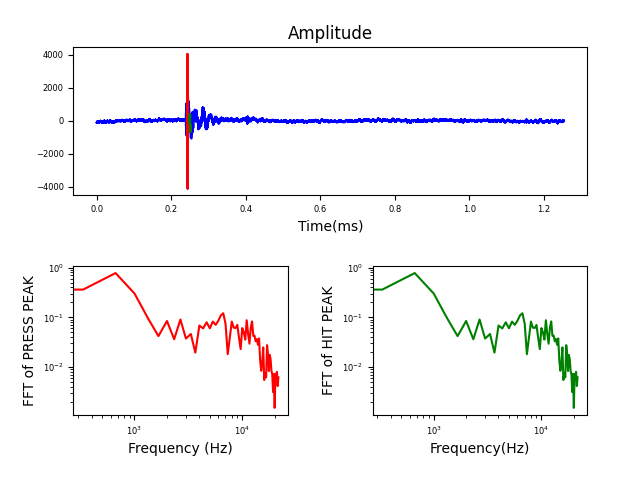 Amplitude
4000
2000
0
−2000
−4000
0.0 0.2 0.4 0.6 0.8 1.0 1.2
Time(ms)
FFT of PRESS PEAK
10⁰
10⁻¹
10⁻²
10³ 10⁴
Frequency (Hz)
FFT of HIT PEAK
10⁰
10⁻¹
10⁻²
10³ 10⁴
Frequency(Hz)